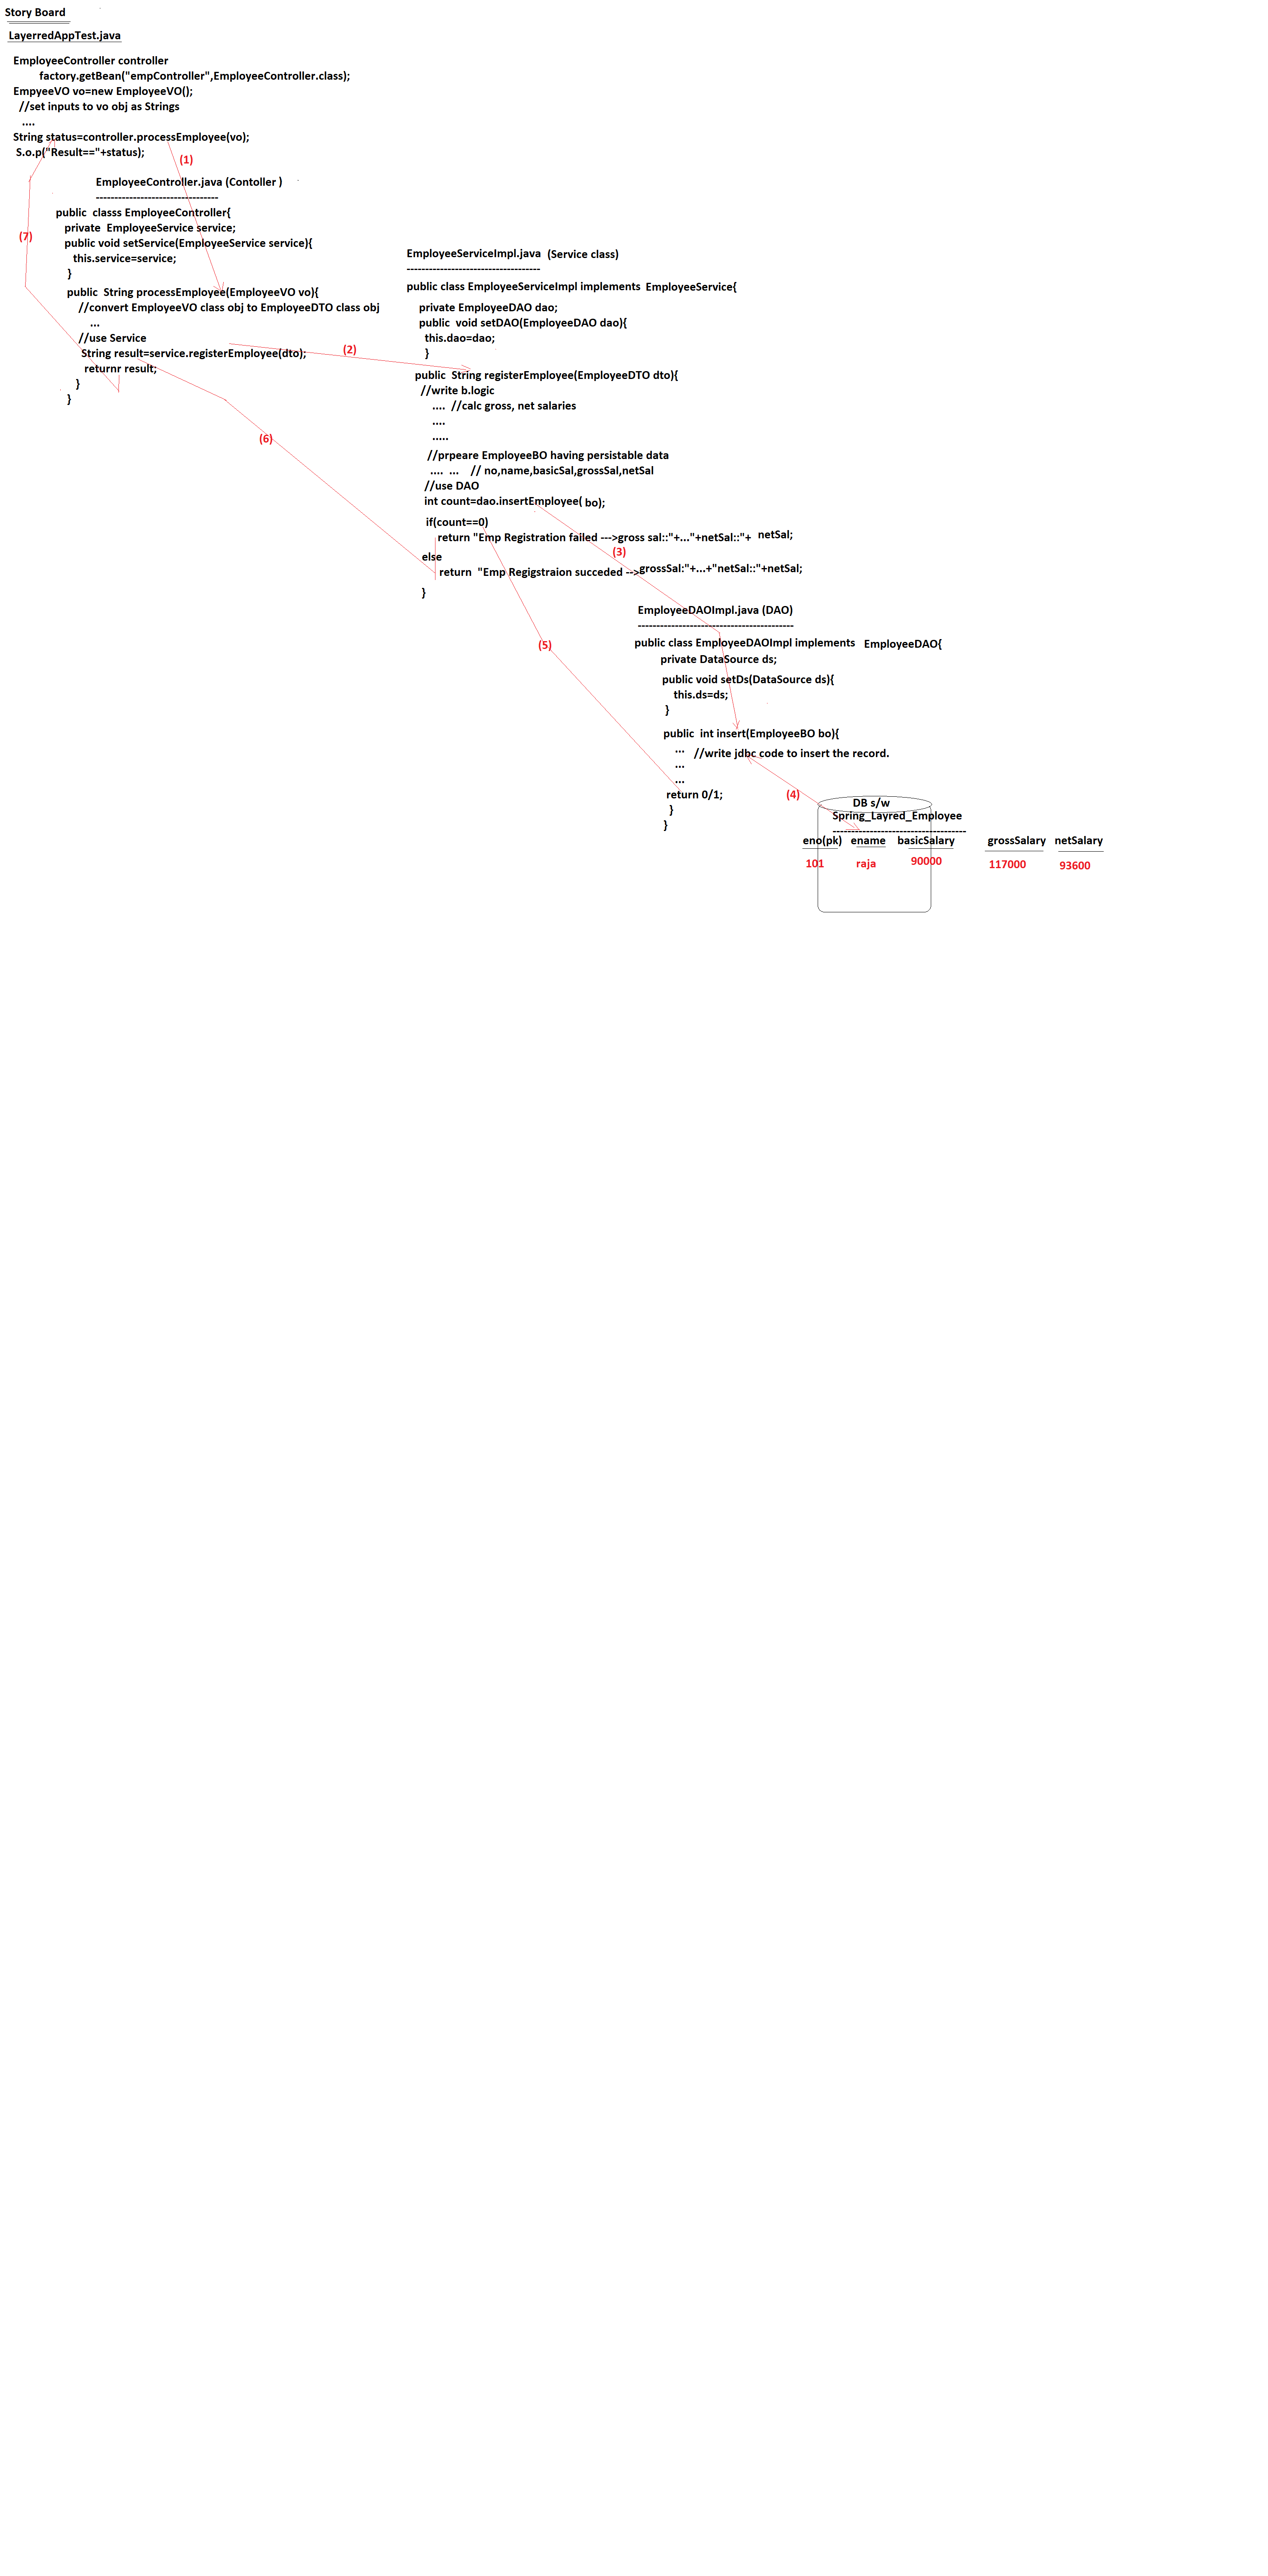 Story Board
LayerredAppTest.java
EmployeeController controller
factory.getBean("empController",EmployeeController.class);
EmpyeeVO vo=new EmployeeVO();
//set inputs to vo obj as Strings
....
String status=controller.processEmployee(vo);
S.o.p("Result=="+status);
(1)
EmployeeController.java (Contoller )
---------------------------------
public classs EmployeeController{
private EmployeeService service;
(7)
public void setService(EmployeeService service){
this.service=service;
}
public String processEmployee(EmployeeVO vo){
//convert EmployeeVO class obj to EmployeeDTO class obj
...
//use Service
String result=service.registerEmployee(dto);
returnr result;
}
}
(2)
(6)
EmployeeServiceImpl.java (Service class)
------------------------------------
public class EmployeeServiceImpl implements EmployeeService{
private EmployeeDAO dao;
public void setDAO(EmployeeDAO dao){
this.dao=dao;
}
public String registerEmployee(EmployeeDTO dto){
//write b.logic
.... //calc gross, net salaries
....
.....
//prpeare EmployeeBO having persistable data
.... ... // no,name,basicSal,grossSal,netSal
//use DAO
int count=dao.insertEmployee( bo);
if(count==0)
return "Emp Registration failed --->gross sal::"+..."+netSal::"+ netSal;
(3)
else
return "Emp Regigstraion succeded -->grossSal:"+...+"netSal::"+netSal;
}
EmployeeDAOImpl.java (DAO)
------------------------------------------
(5)
public class EmployeeDAOImpl implements EmployeeDAO{
private DataSource ds;
public void setDs(DataSource ds){
this.ds=ds;
}
public int insert(EmployeeBO bo){
... //write jdbc code to insert the record.
...
...
return 0/1;
}
}
(4)
DB s/w
Spring_Layred_Employee
------------------------------------
eno(pk) ename basicSalary grossSalary netSalary
101 raja 90000 117000 93600